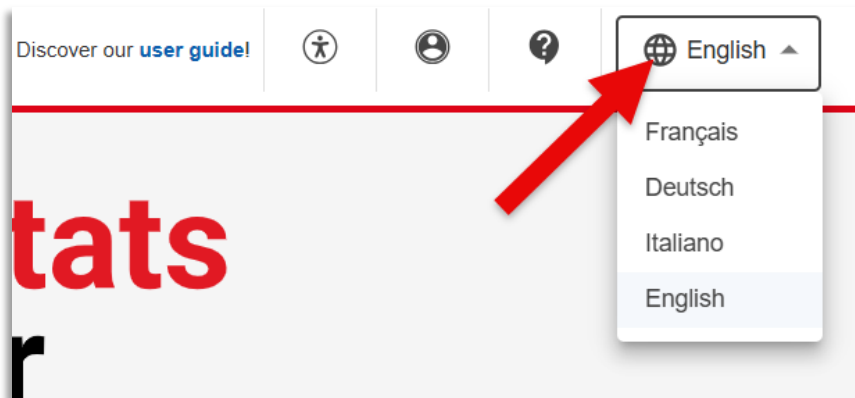 Discover our user guide!
English
Français
Deutsch
Italiano
English
tats
r